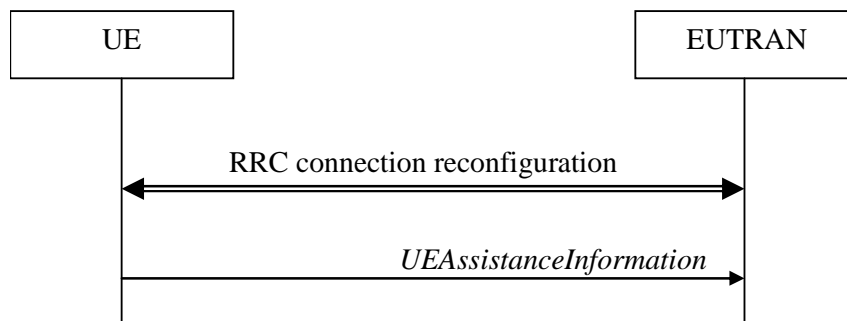 UE
EUTRAN
RRC connection reconfiguration
UEAssistanceInformation